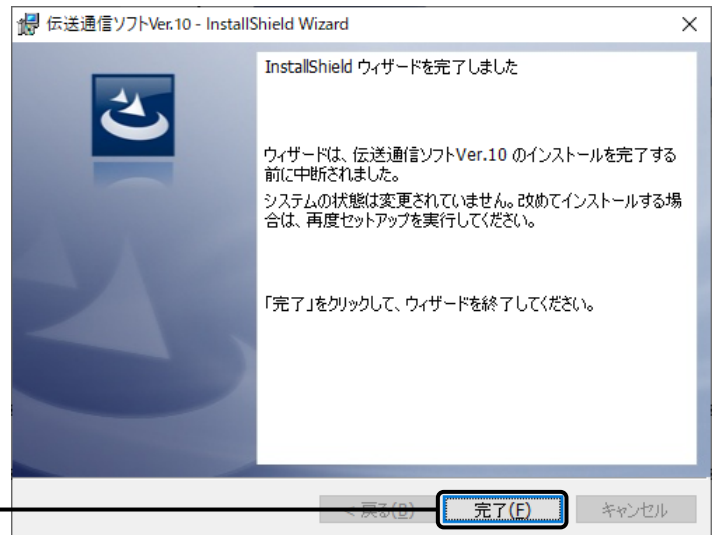 伝送通信ソフトVer.10 - InstallShield Wizard
InstallShield ウィザードを完了しました
ウィザードは、伝送通信ソフトVer.10 のインストールを完了する
前に中断されました。
システムの状態は変更されていません。改めてインストールする場
合は、再度セットアップを実行してください。
「完了」をクリックして、ウィザードを終了してください。
< 戻る(B)
完了(F)
キャンセル